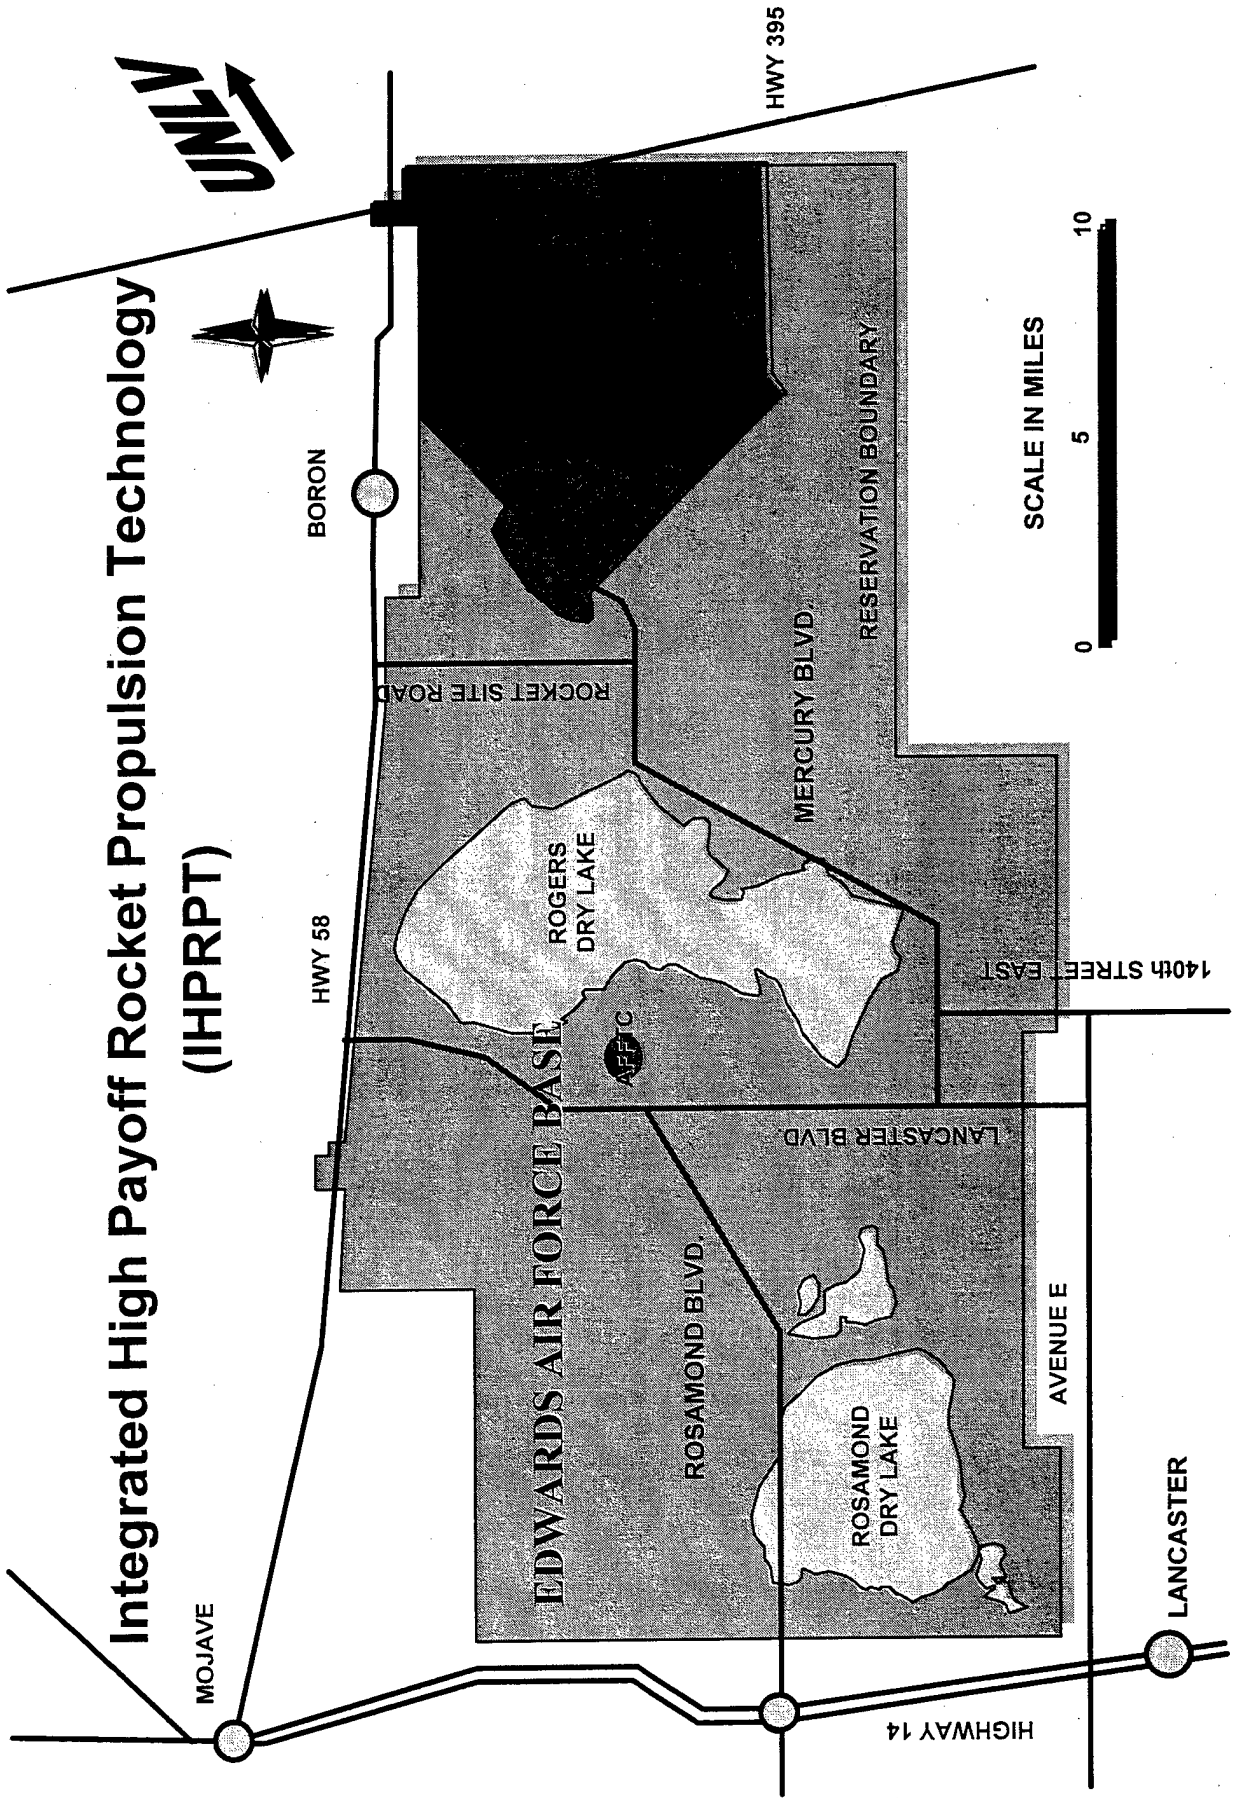 Integrated High Payoff Rocket Propulsion Technology
(IHPRPT)
UNLV
MOJAVE
HWY 58
BORON
HWY 395
EDWARDS AIR FORCE BASE
ROGERS
DRY LAKE
AFFTC
ROCKET SITE ROAD
ROSAMOND BLVD.
MERCURY BLVD.
LANCASTER BLVD.
ROSAMOND
DRY LAKE
RESERVATION BOUNDARY
HIGHWAY 14
AVENUE E
140th STREET EAST
LANCASTER
SCALE IN MILES
0 5 10